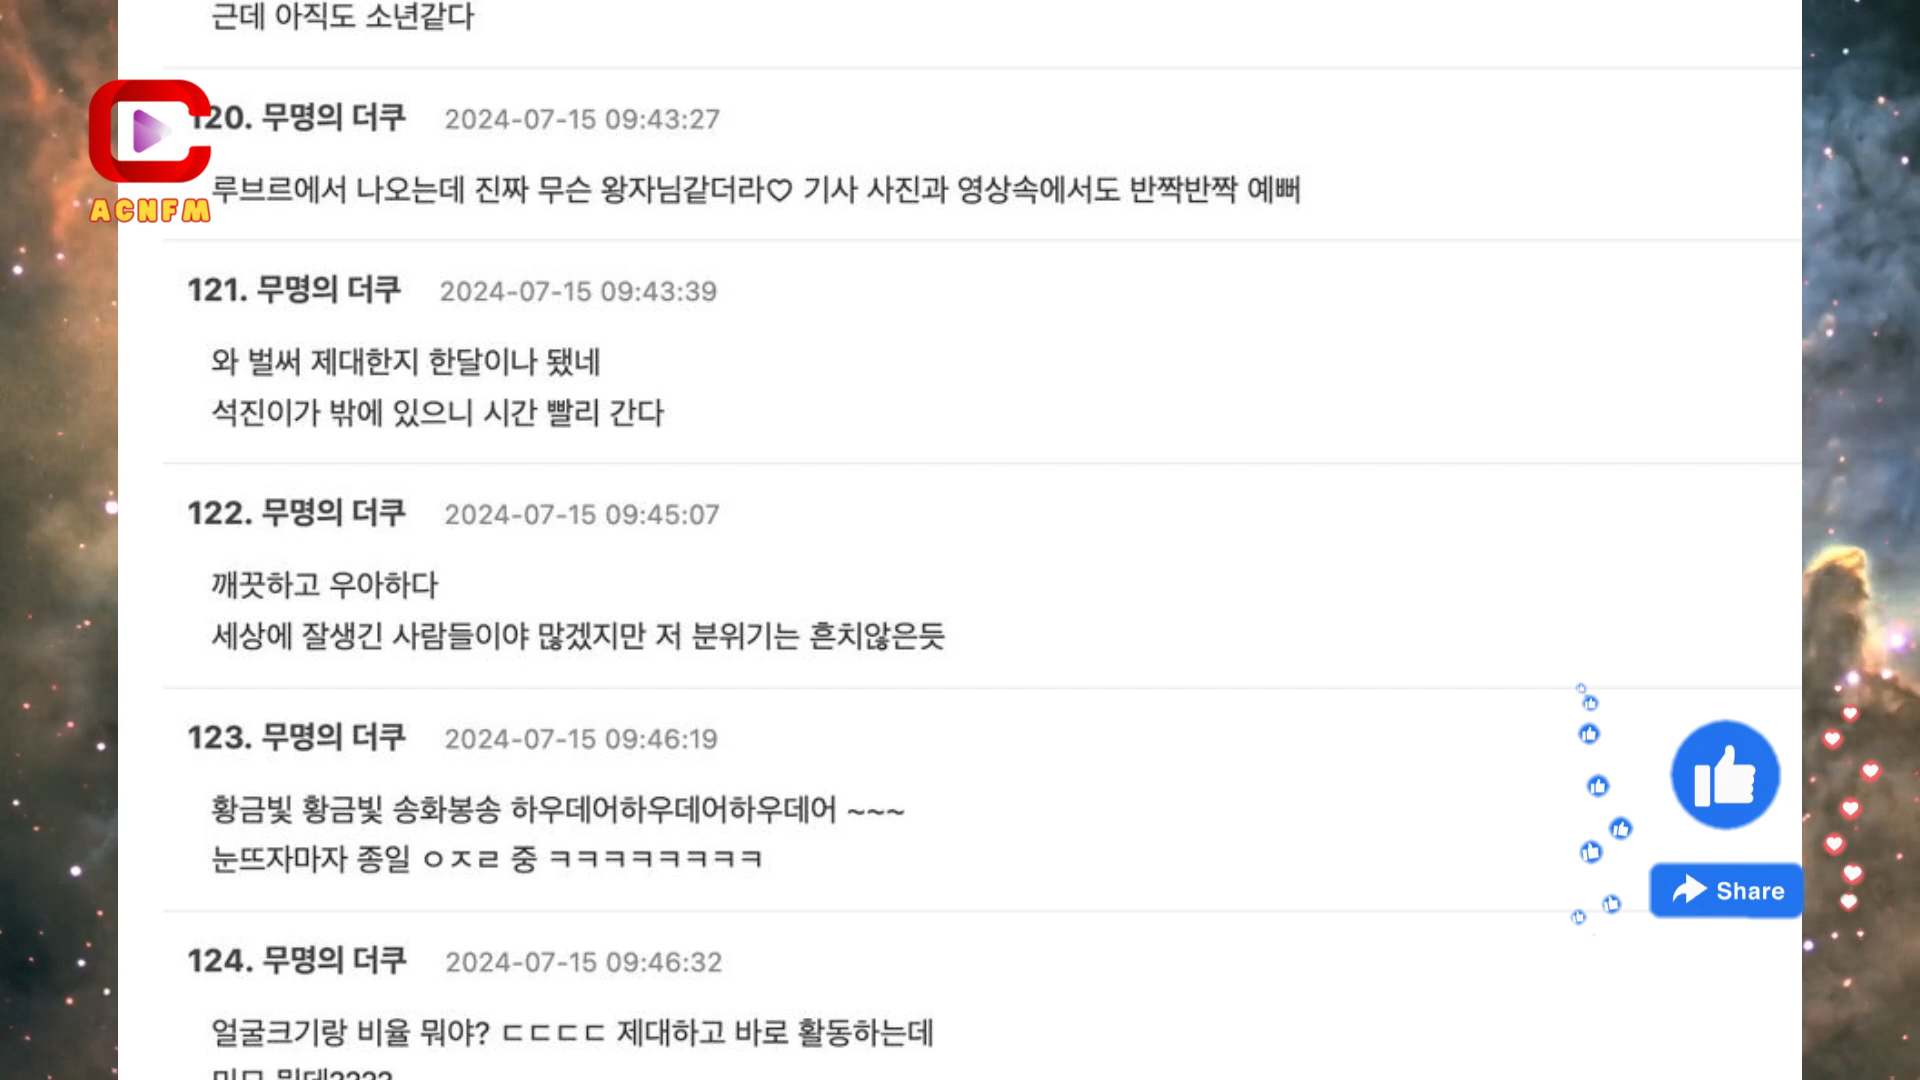 근데 아직도 소년같다
120. 무명의 더쿠 2024-07-15 09:43:27
루브르에서 나오는데 진짜 무슨 왕자님같더라♡ 기사 사진과 영상속에서도 반짝반짝 예뻐
ACNFM
121. 무명의 더쿠 2024-07-15 09:43:39
와 벌써 제대한지 한달이나 됐네
석진이가 밖에 있으니 시간 빨리 간다
122. 무명의 더쿠 2024-07-15 09:45:07
깨끗하고 우아하다
세상에 잘생긴 사람들이야 많겠지만 저 분위기는 흔치않은듯
123. 무명의 더쿠 2024-07-15 09:46:19
황금빛 황금빛 송화봉송 하우데어하우데어하우데어 ~~~
눈뜨자마자 종일 ㅇㅈㄹ 중 ㅋㅋㅋㅋㅋㅋㅋㅋ
Share
124. 무명의 더쿠 2024-07-15 09:46:32
얼굴크기랑 비율 뭐야? ㄷㄷㄷㄷ 제대하고 바로 활동하는데